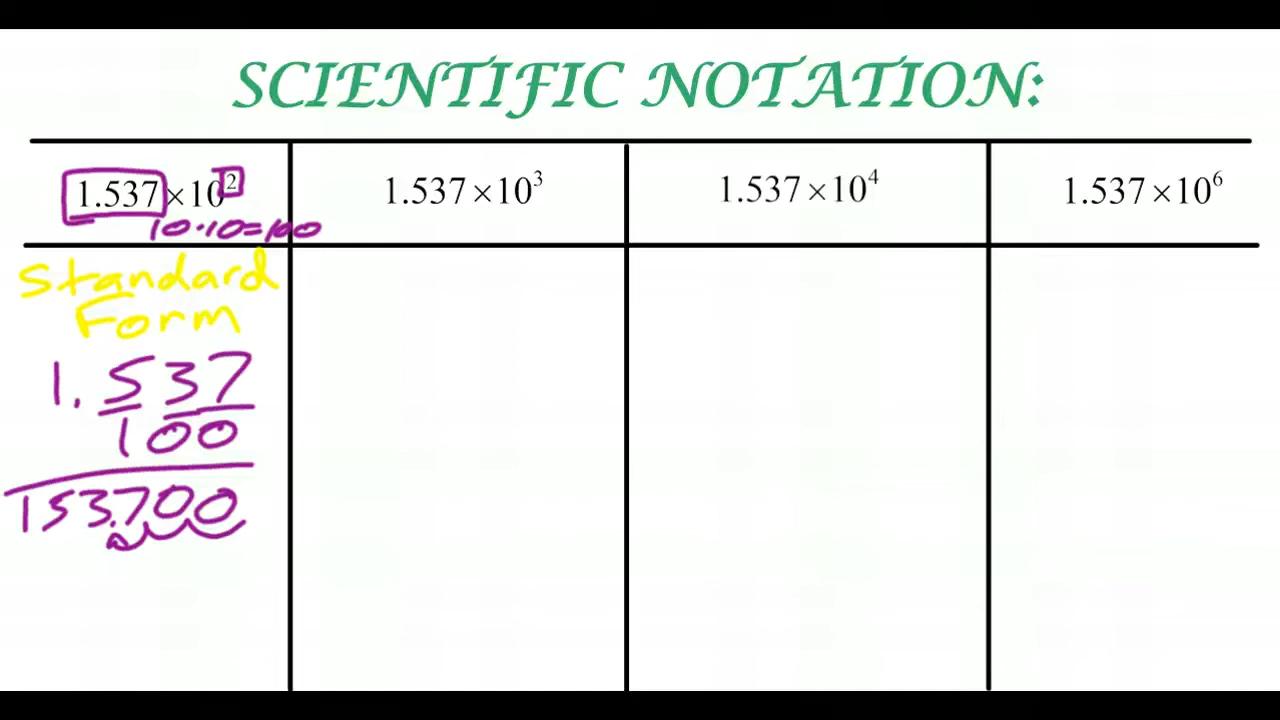 SCIENTIFIC NOTATION:
1.537 × 10² 1.537 × 10³ 1.537 × 10⁴ 1.537 × 10⁶
10·10=100
Standard
Form
1.537
100
153.700